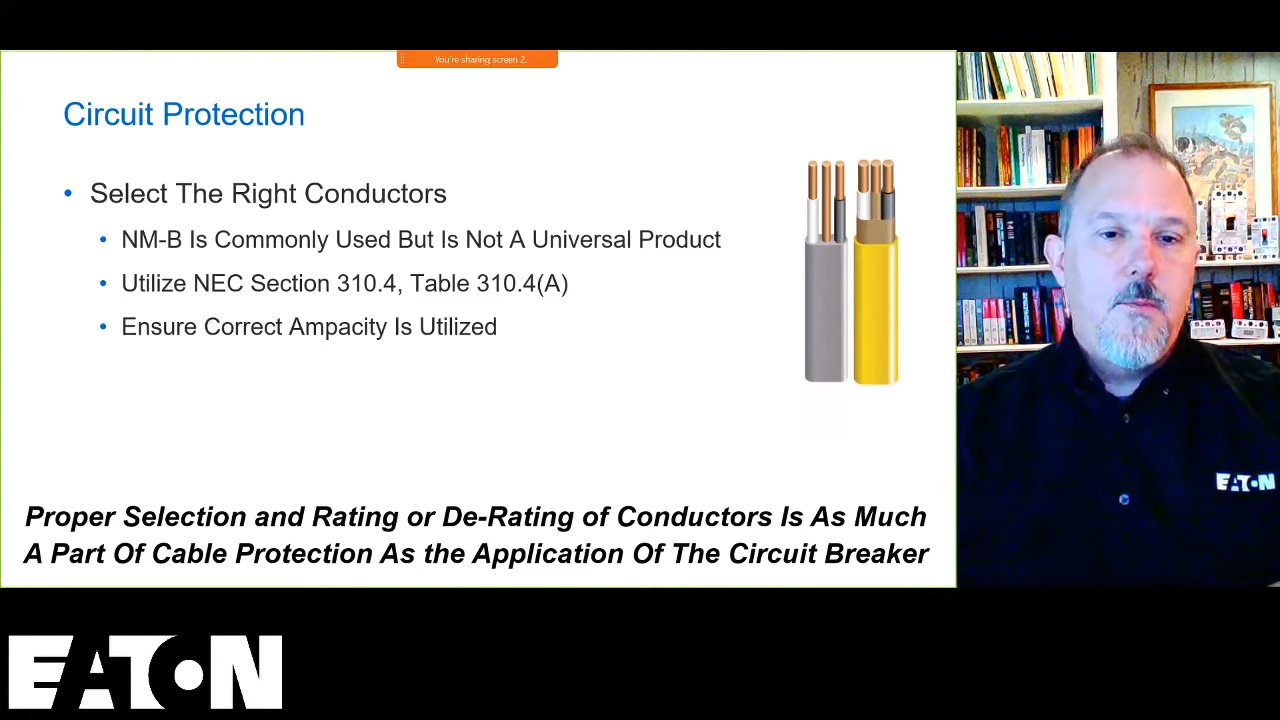 You're sharing screen 2.
Circuit Protection
• Select The Right Conductors
• NM-B Is Commonly Used But Is Not A Universal Product
• Utilize NEC Section 310.4, Table 310.4(A)
• Ensure Correct Ampacity Is Utilized
Proper Selection and Rating or De-Rating of Conductors Is As Much
A Part Of Cable Protection As the Application Of The Circuit Breaker
EATON
EATON